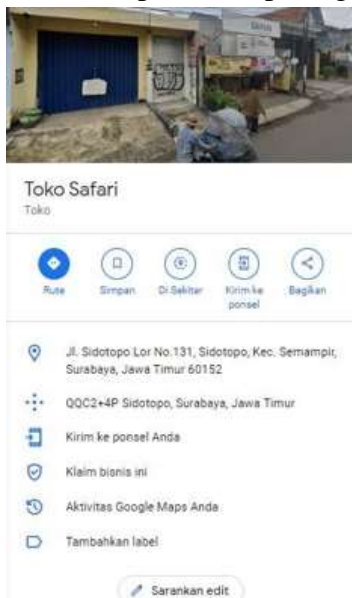 Toko Safari
Toko
Rute
Simpan
Di Sekitar
Kirim ke
ponsel
Bagikan
Jl. Sidotopo Lor No.131, Sidotopo, Kec. Semampir,
Surabaya, Jawa Timur 60152
QQC2+4P Sidotopo, Surabaya, Jawa Timur
Kirim ke ponsel Anda
Klaim bisnis ini
Aktivitas Google Maps Anda
Tambahkan label
Sarankan edit